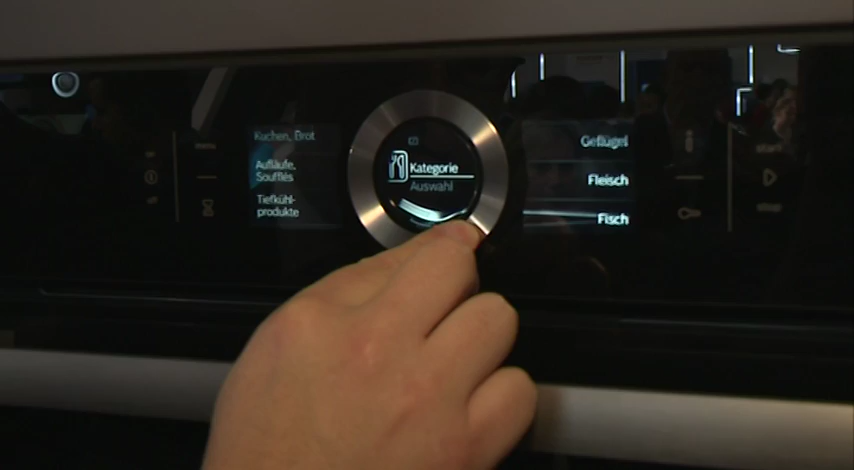 Kuchen, Brot
Aufläufe,
Soufflés
Tiefkühl-
produkte
Kategorie
Auswahl
Geflügel
Fleisch
Fisch
start